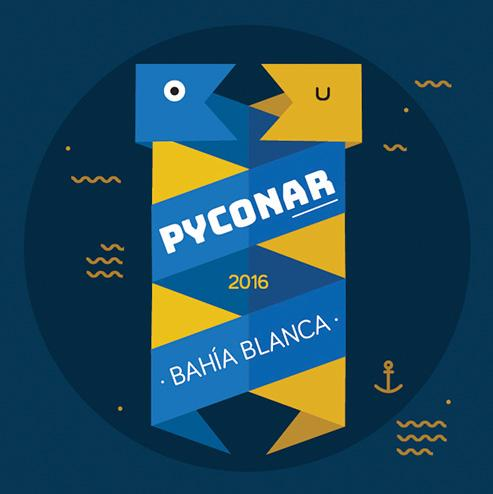 PYCONAR
2016
· BAHÍA BLANCA ·